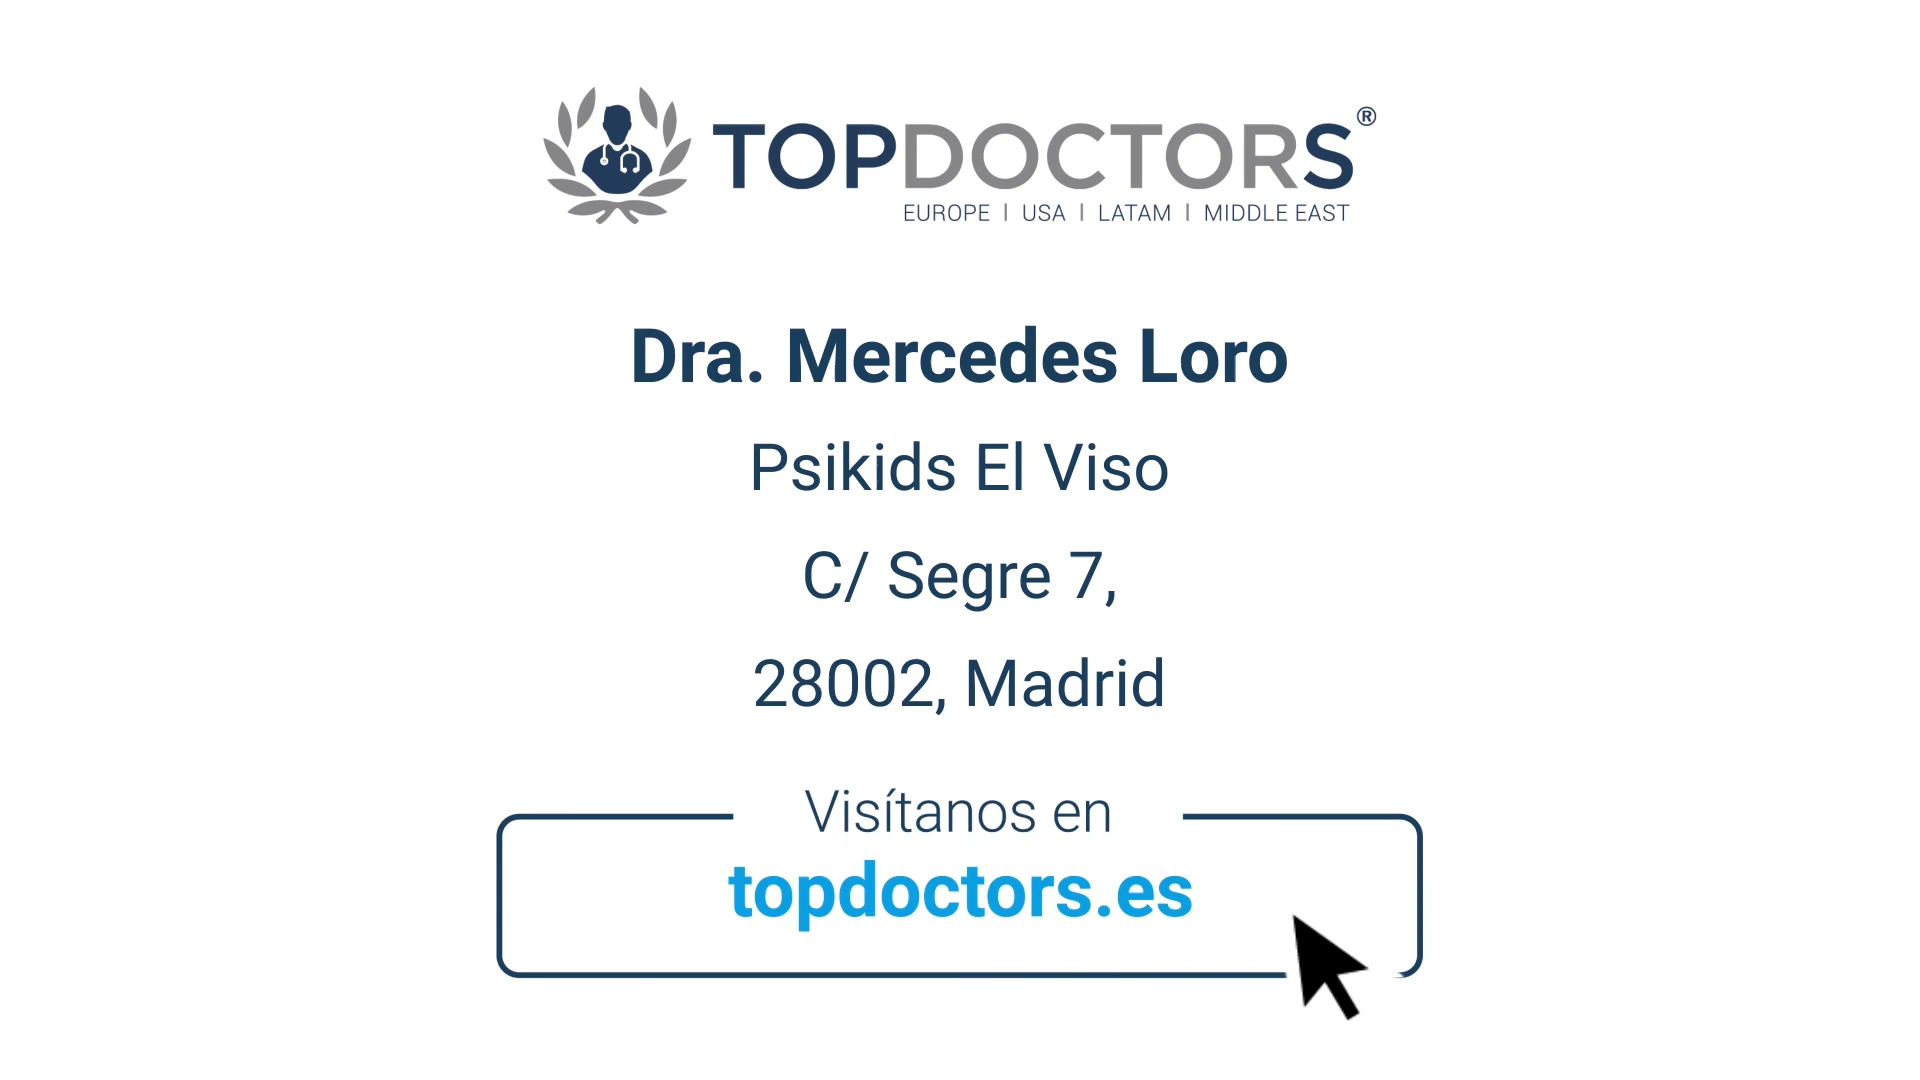 TOPDOCTORS®
EUROPE | USA | LATAM | MIDDLE EAST
Dra. Mercedes Loro
Psikids El Viso
C/ Segre 7,
28002, Madrid
Visítanos en
topdoctors.es